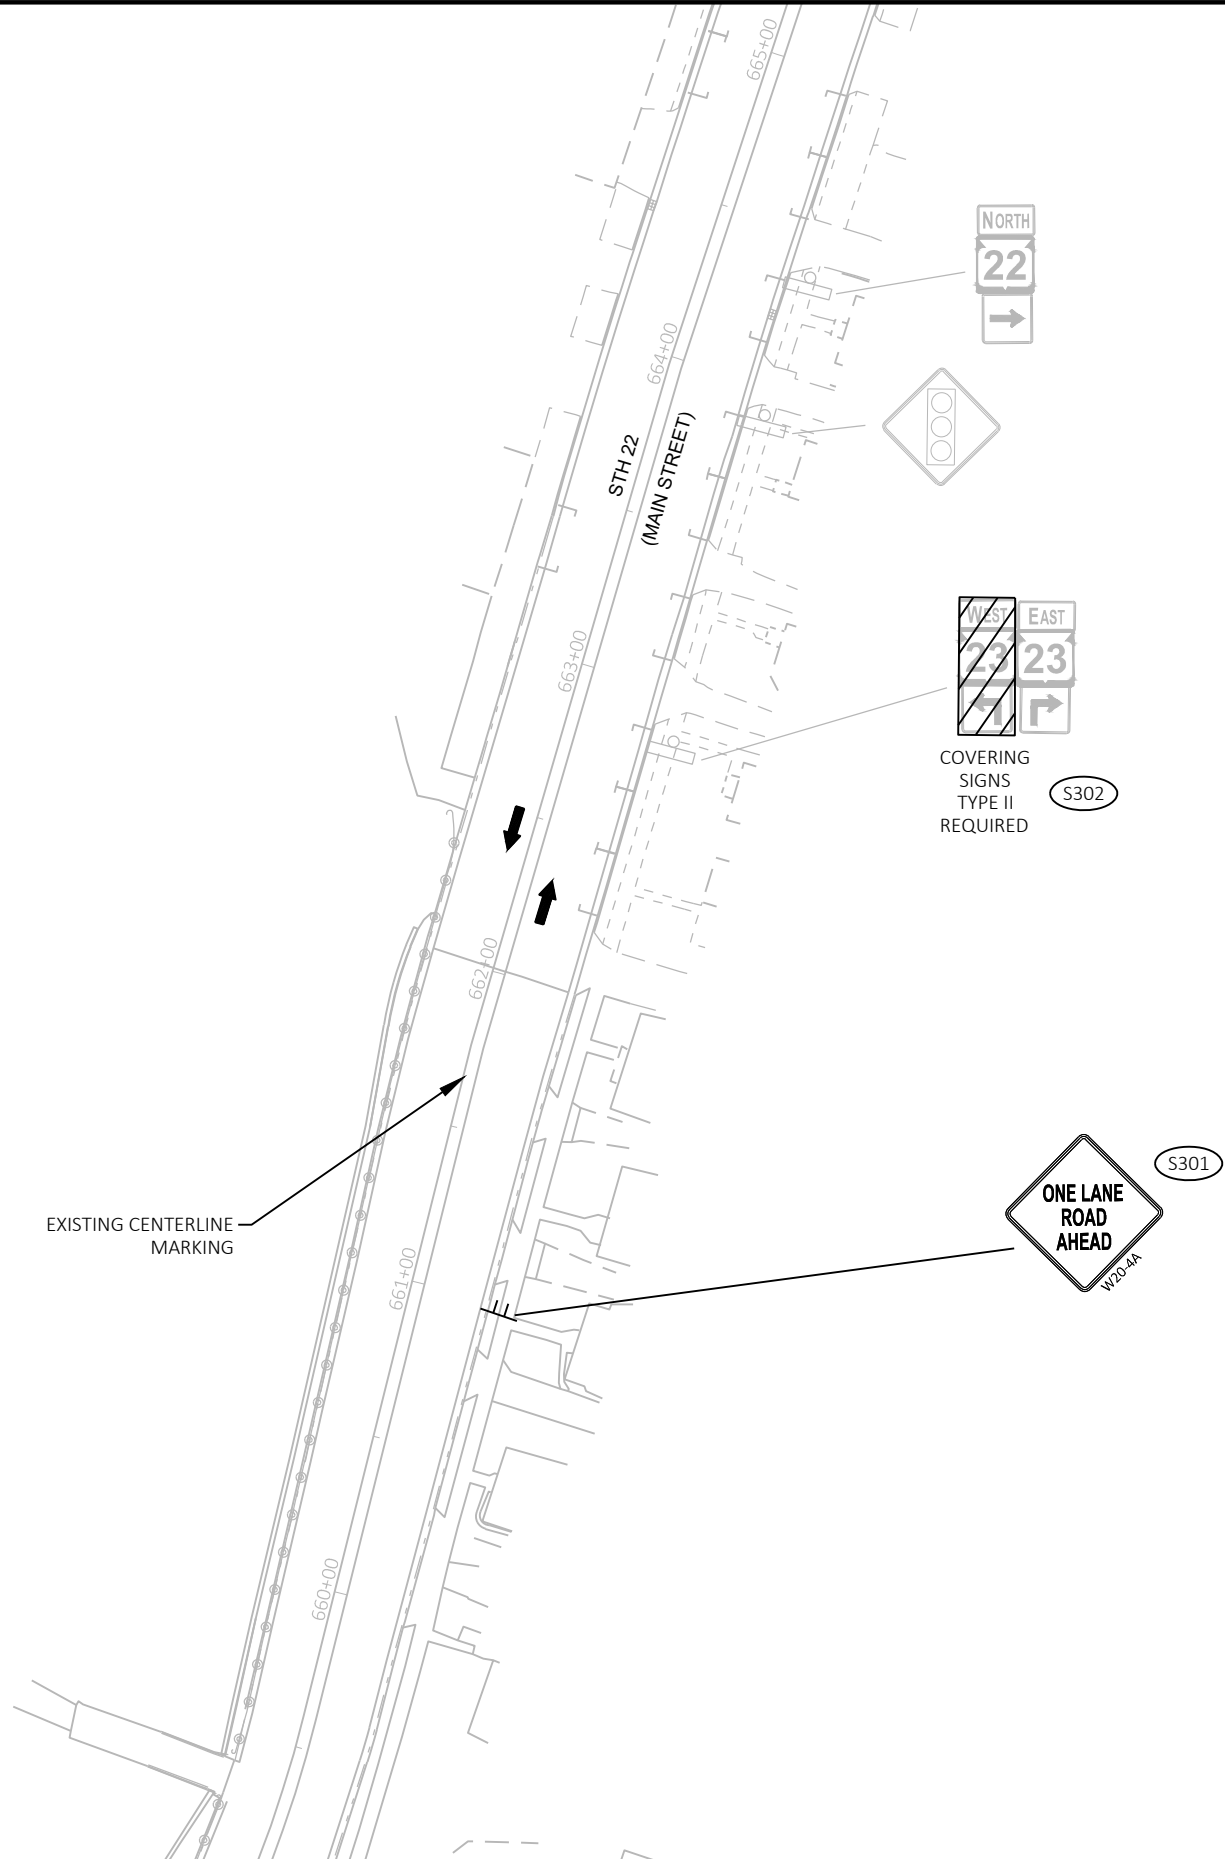 665+00
NORTH
22
664+00
STH 22
(MAIN STREET)
WEST
EAST
23
23
663+00
COVERING
SIGNS
TYPE II
REQUIRED
S302
662+00
S301
ONE LANE
ROAD
AHEAD
W20-4A
EXISTING CENTERLINE
MARKING
661+00
660+00